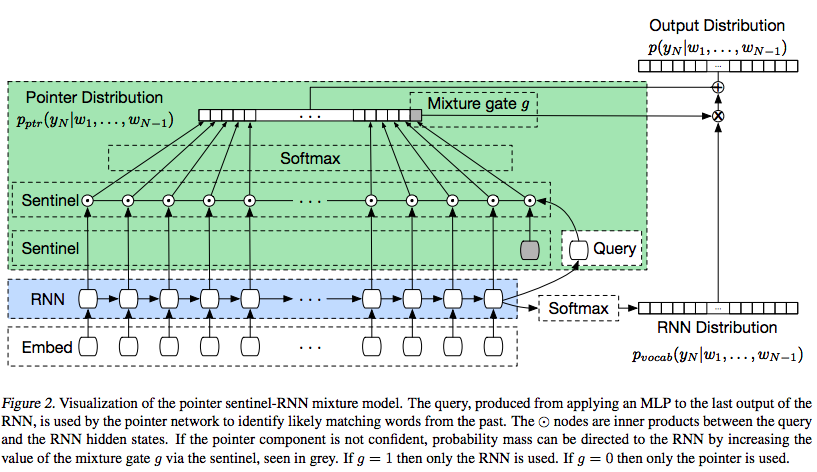 Output Distribution
p(y_N|w_1, . . . , w_{N−1})
...
Pointer Distribution
p_{ptr}(y_N|w_1, . . . , w_{N−1})
. . .
Mixture gate g
Softmax
Sentinel
. . .
Sentinel
Query
RNN
. . .
Softmax
...
RNN Distribution
Embed
. . .
p_{vocab}(y_N|w_1, . . . , w_{N−1})
Figure 2. Visualization of the pointer sentinel-RNN mixture model. The query, produced from applying an MLP to the last output of the
RNN, is used by the pointer network to identify likely matching words from the past. The ⊙ nodes are inner products between the query
and the RNN hidden states. If the pointer component is not confident, probability mass can be directed to the RNN by increasing the
value of the mixture gate g via the sentinel, seen in grey. If g = 1 then only the RNN is used. If g = 0 then only the pointer is used.